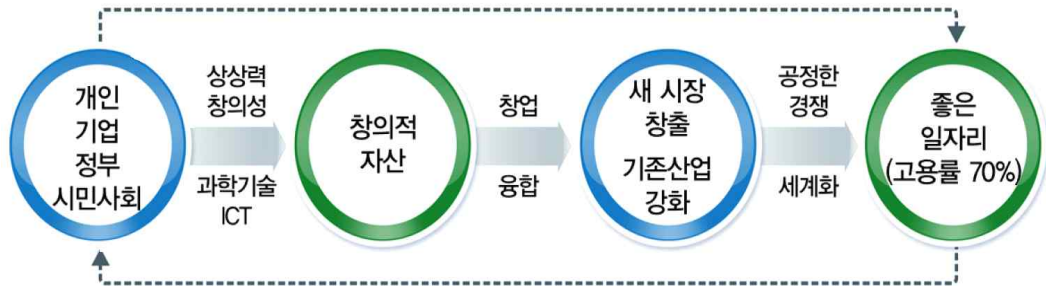 개인
기업
정부
시민사회
상상력
창의성
과학기술
ICT
창의적
자산
창업
융합
새 시장
창출
기존산업
강화
공정한
경쟁
세계화
좋은
일자리
(고용률 70%)